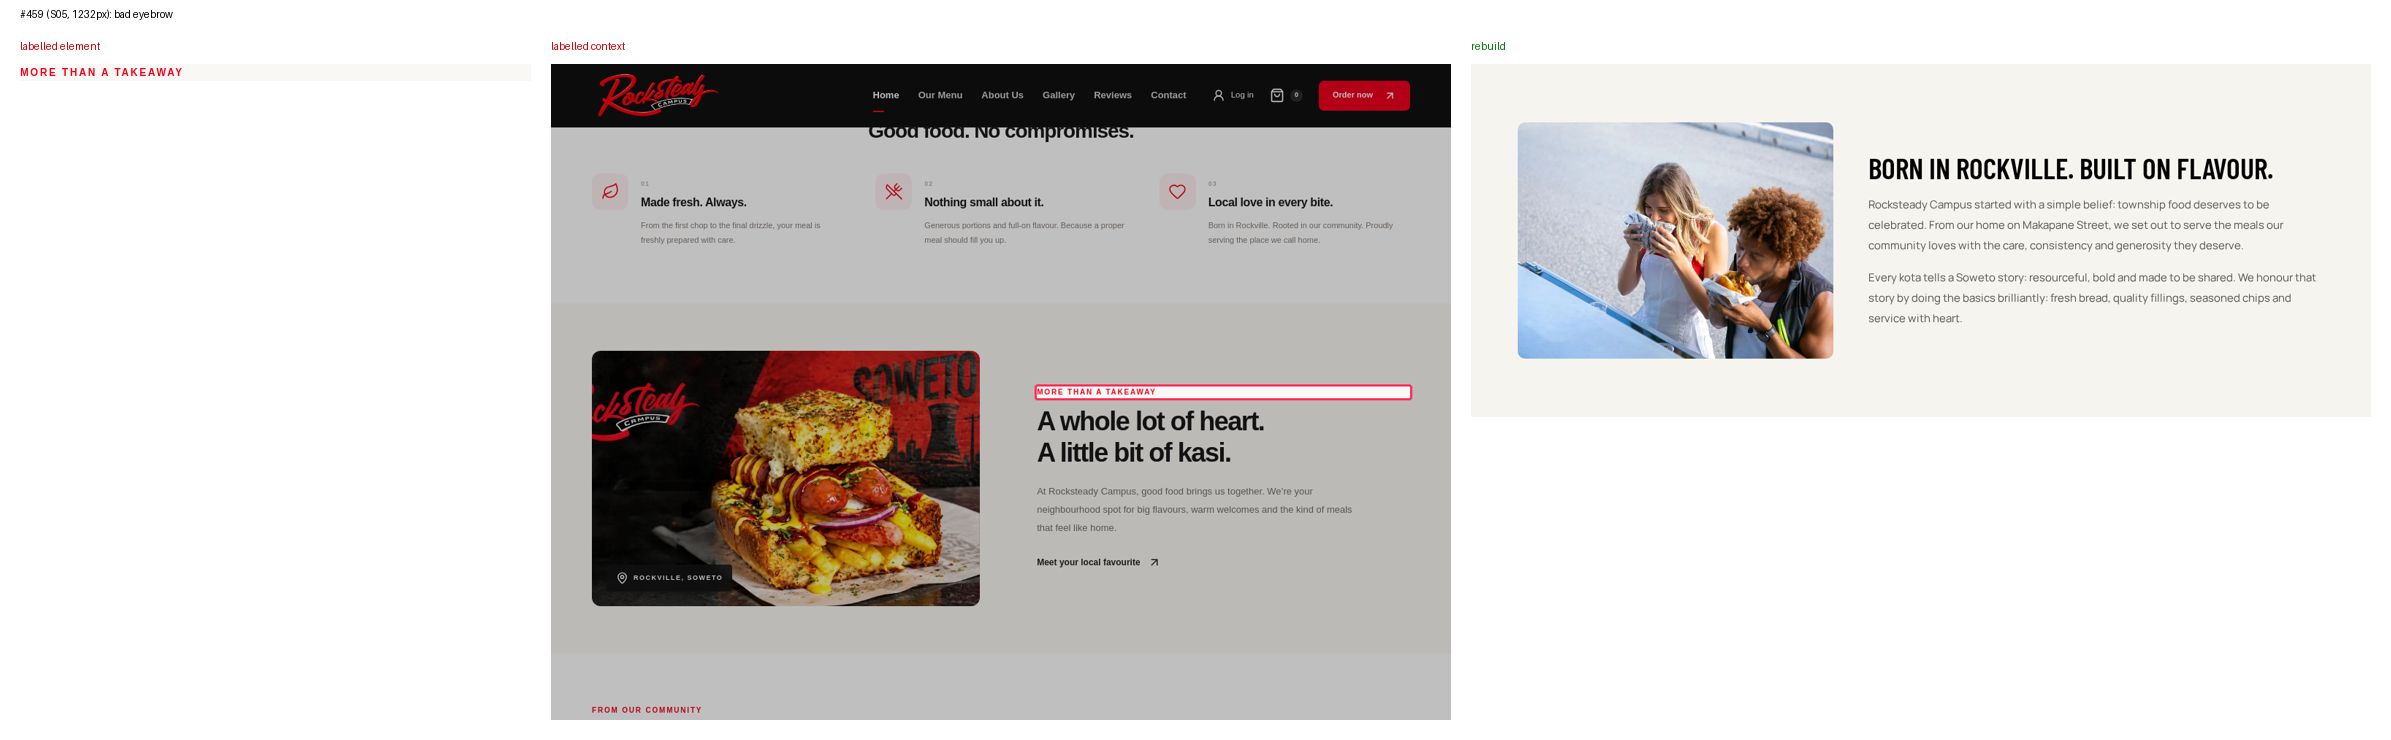 #459 (S05, 1232px): bad eyebrow
labelled element
MORE THAN A TAKEAWAY
labelled context
Rocksteady
CAMPUS
Home
Our Menu
About Us
Gallery
Reviews
Contact
Log in
0
Order now
Good food. No compromises.
01
Made fresh. Always.
From the first chop to the final drizzle, your meal is
freshly prepared with care.
02
Nothing small about it.
Generous portions and full-on flavour. Because a proper
meal should fill you up.
03
Local love in every bite.
Born in Rockville. Rooted in our community. Proudly
serving the place we call home.
SOWETO
cksteady
CAMPUS
ROCKVILLE, SOWETO
MORE THAN A TAKEAWAY
A whole lot of heart.
A little bit of kasi.
At Rocksteady Campus, good food brings us together. We're your
neighbourhood spot for big flavours, warm welcomes and the kind of meals
that feel like home.
Meet your local favourite
FROM OUR COMMUNITY
rebuild
BORN IN ROCKVILLE. BUILT ON FLAVOUR.
Rocksteady Campus started with a simple belief: township food deserves to be
celebrated. From our home on Makapane Street, we set out to serve the meals our
community loves with the care, consistency and generosity they deserve.
Every kota tells a Soweto story: resourceful, bold and made to be shared. We honour that
story by doing the basics brilliantly: fresh bread, quality fillings, seasoned chips and
service with heart.